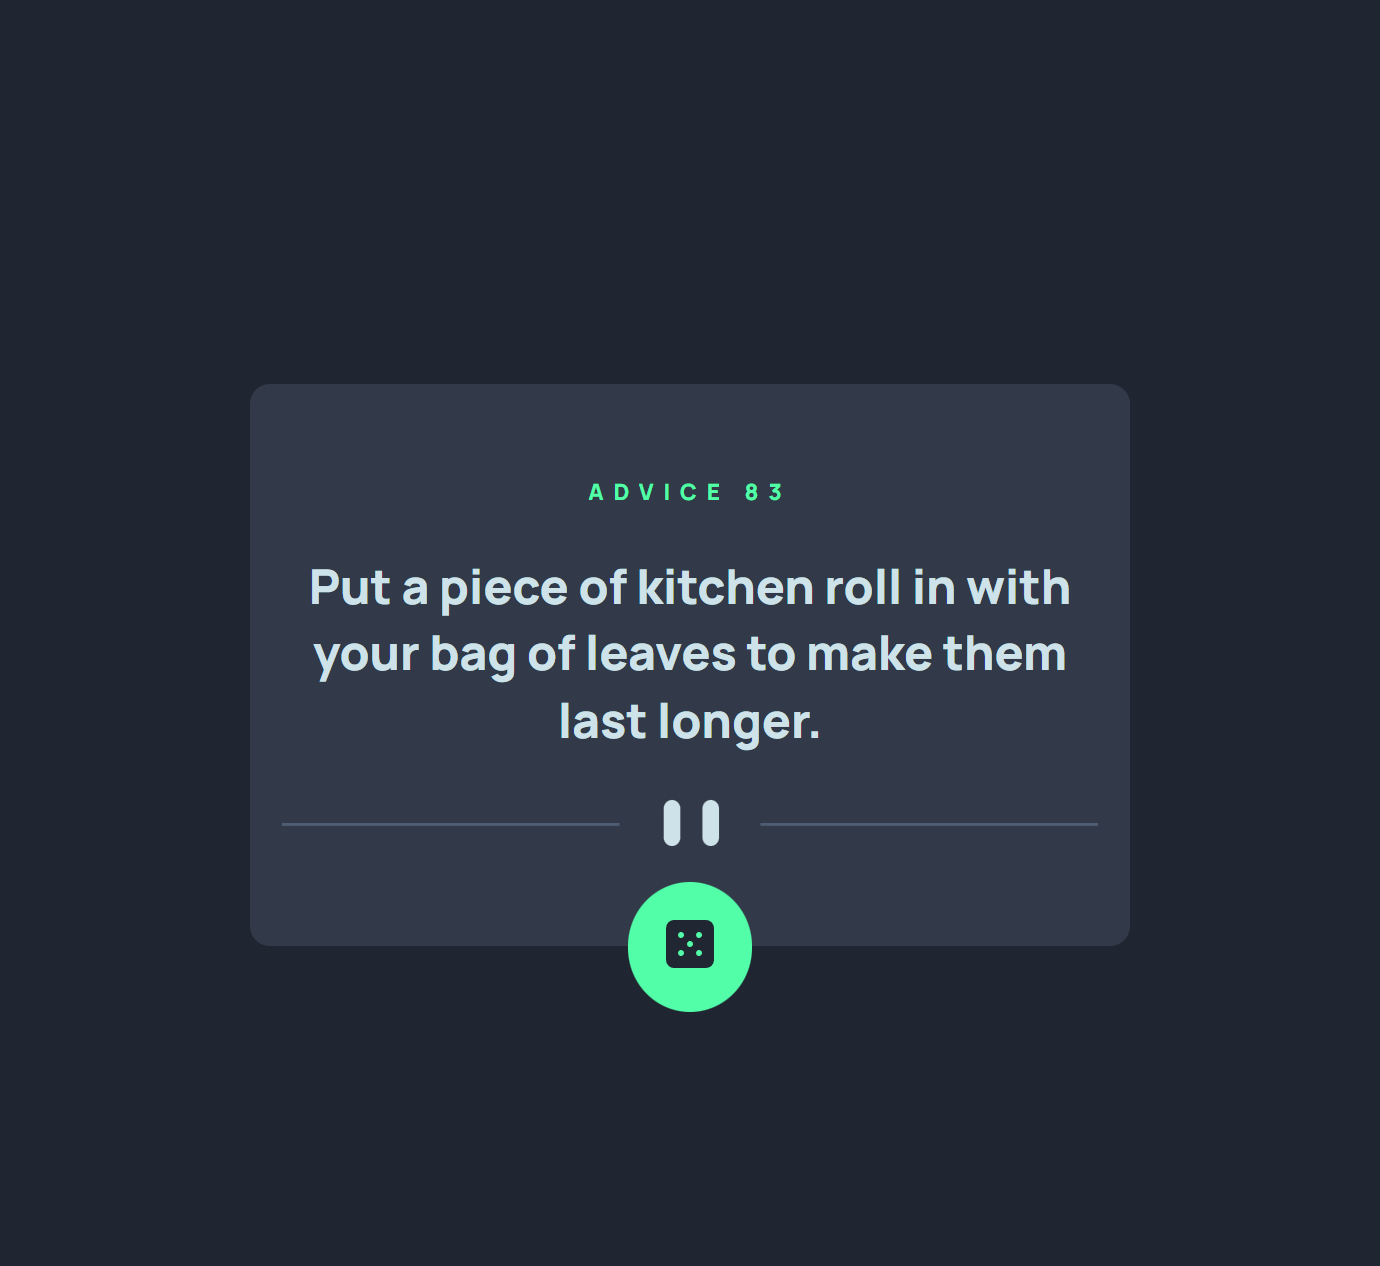 ADVICE 83
Put a piece of kitchen roll in with
your bag of leaves to make them
last longer.